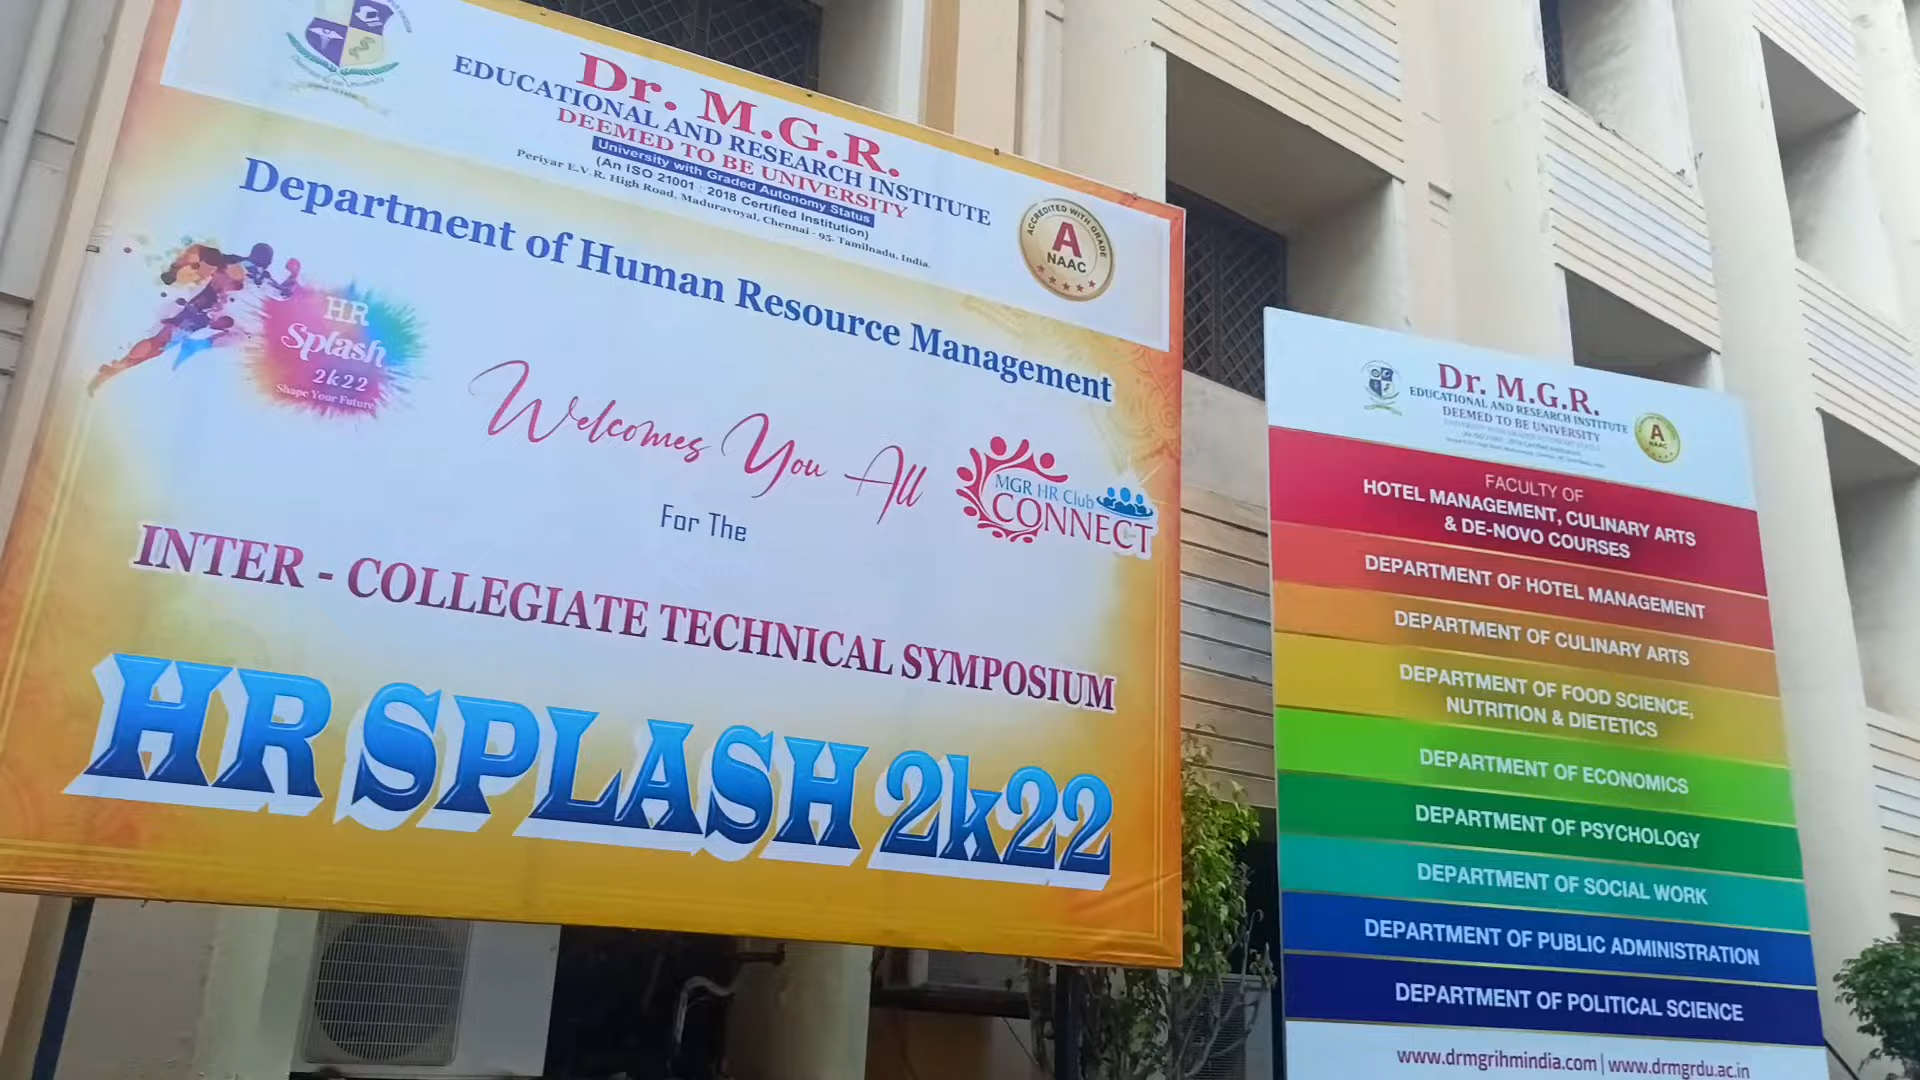 Dr. M.G.R.
EDUCATIONAL AND RESEARCH INSTITUTE
DEEMED TO BE UNIVERSITY
University with Graded Autonomy Status
(An ISO 21001 : 2018 Certified Institution)
Periyar E.V.R. High Road, Maduravoyal, Chennai - 95. Tamilnadu, India.
ACCREDITED WITH GRADE
A
NAAC
Department of Human Resource Management
HR
Splash
2k22
Shape Your Future
Welcomes You All
MGR HR Club
CONNECT
For The
INTER - COLLEGIATE TECHNICAL SYMPOSIUM
HR SPLASH 2k22
Dr. M.G.R.
EDUCATIONAL AND RESEARCH INSTITUTE
DEEMED TO BE UNIVERSITY
A
NAAC
FACULTY OF
HOTEL MANAGEMENT, CULINARY ARTS
& DE-NOVO COURSES
DEPARTMENT OF HOTEL MANAGEMENT
DEPARTMENT OF CULINARY ARTS
DEPARTMENT OF FOOD SCIENCE,
NUTRITION & DIETETICS
DEPARTMENT OF ECONOMICS
DEPARTMENT OF PSYCHOLOGY
DEPARTMENT OF SOCIAL WORK
DEPARTMENT OF PUBLIC ADMINISTRATION
DEPARTMENT OF POLITICAL SCIENCE
www.drmgrihmindia.com | www.drmgrdu.ac.in